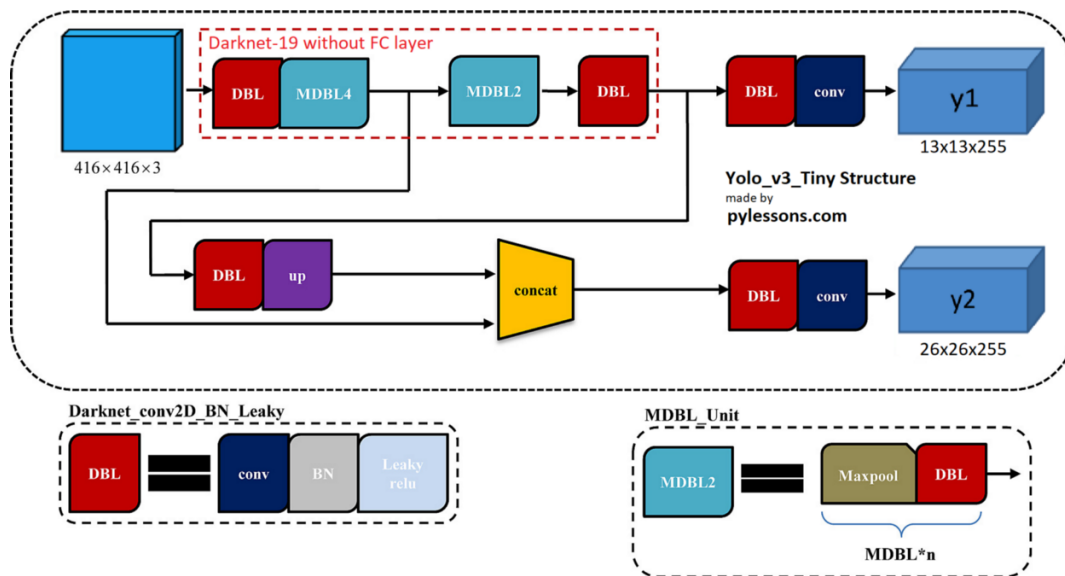 Darknet-19 without FC layer
DBL
MDBL4
MDBL2
DBL
DBL
conv
y1
416×416×3
13x13x255
Yolo_v3_Tiny Structure
made by
pylessons.com
DBL
up
concat
DBL
conv
y2
26x26x255
Darknet_conv2D_BN_Leaky
DBL
conv
BN
Leaky
relu
MDBL_Unit
MDBL2
Maxpool
DBL
MDBL*n